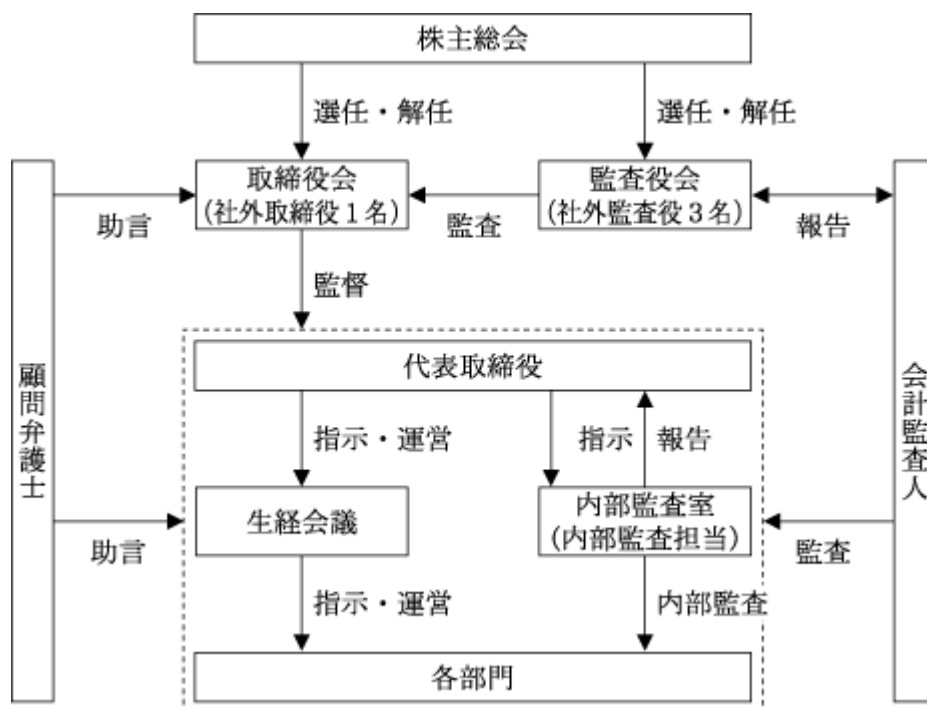 株主総会
選任・解任
選任・解任
取締役会
(社外取締役1名)
監査役会
(社外監査役3名)
助言
監査
報告
監督
代表取締役
顧問弁護士
会計監査人
指示・運営
指示
報告
生経会議
内部監査室
(内部監査担当)
助言
監査
指示・運営
内部監査
各部門